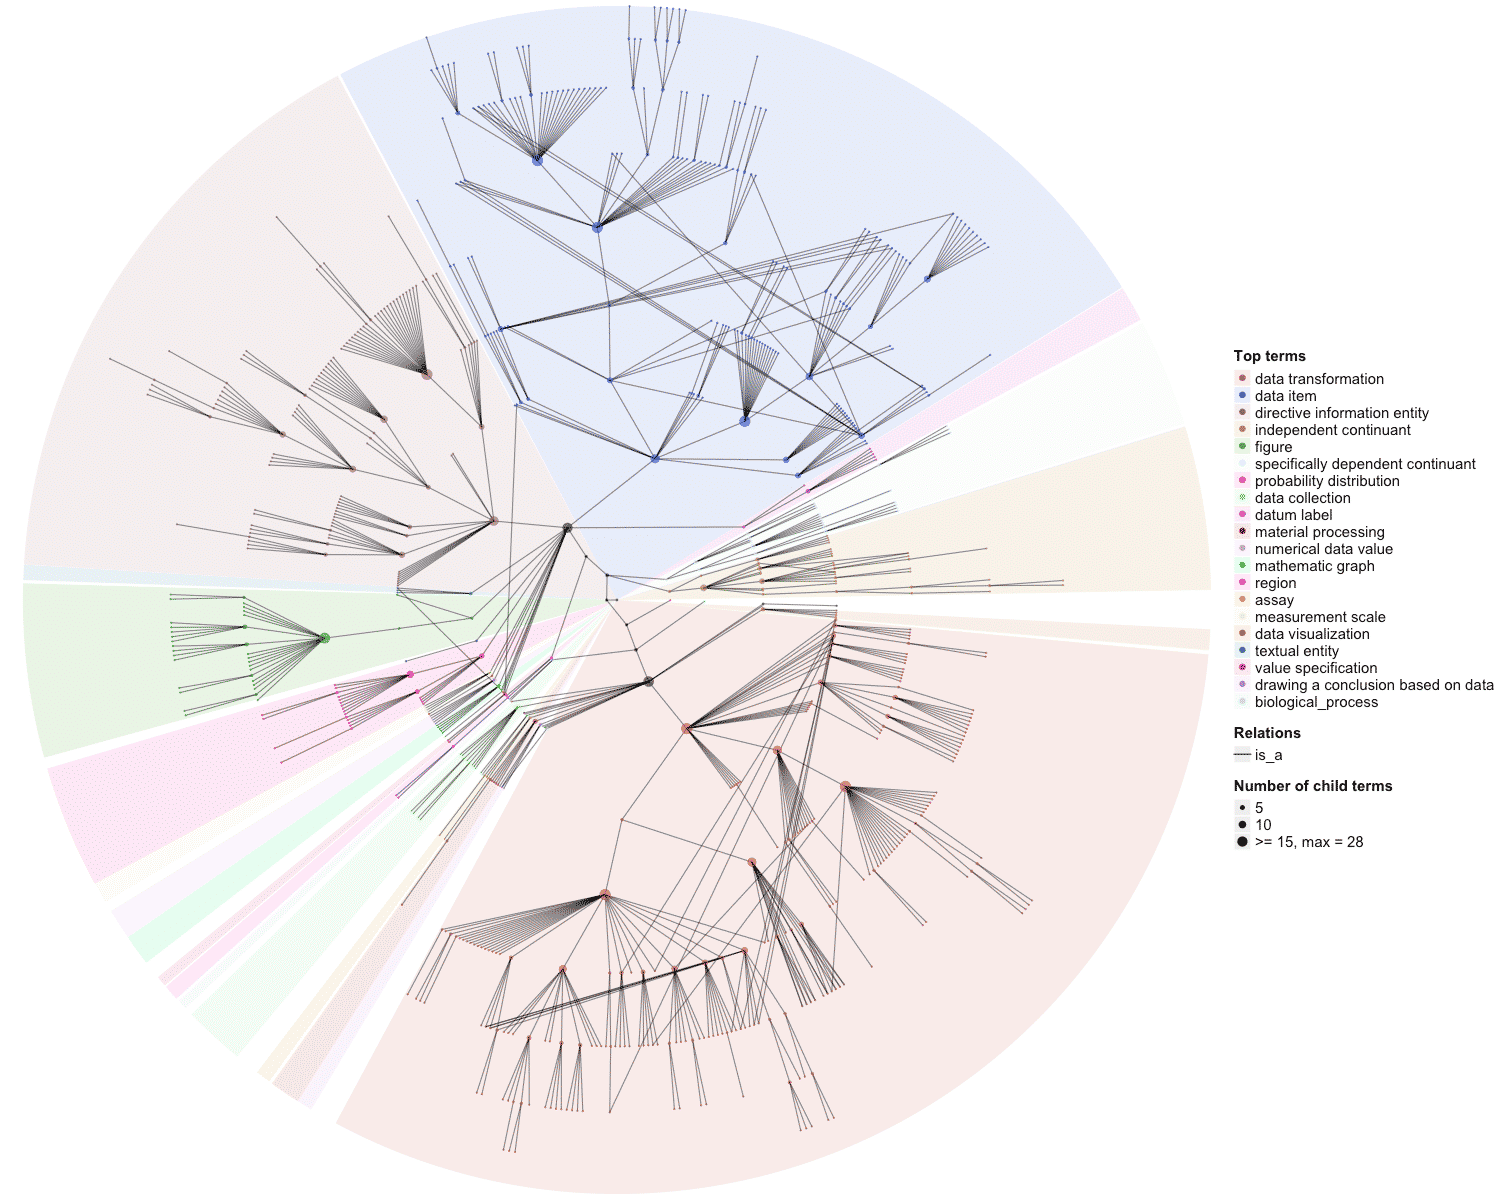 Top terms
data transformation
data item
directive information entity
independent continuant
figure
specifically dependent continuant
probability distribution
data collection
datum label
material processing
numerical data value
mathematic graph
region
assay
measurement scale
data visualization
textual entity
value specification
drawing a conclusion based on data
biological_process
Relations
is_a
Number of child terms
5
10
>= 15, max = 28